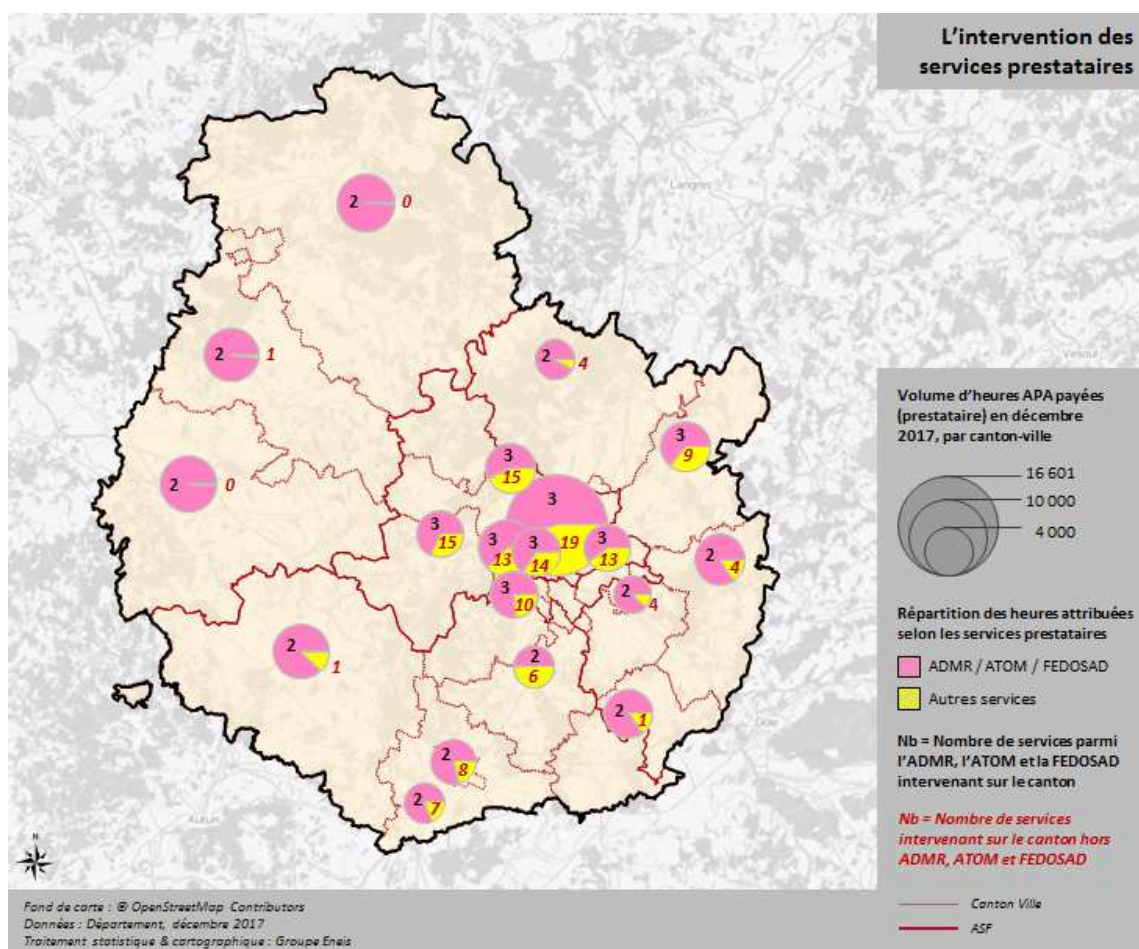 L'intervention des
services prestataires
Langres
Vesoul
Dole
Autun
2 0
2 1
2 4
3 9
2 0
3 15
3
3 15
3 13
3 14
19
3 13
2 4
3 10
2 4
2 1
2 6
2 1
2 8
2 7
Volume d'heures APA payées
(prestataire) en décembre
2017, par canton-ville
16 601
10 000
4 000
Répartition des heures attribuées
selon les services prestataires
ADMR / ATOM / FEDOSAD
Autres services
Nb = Nombre de services parmi
l'ADMR, l'ATOM et la FEDOSAD
intervenant sur le canton
Nb = Nombre de services
intervenant sur le canton hors
ADMR, ATOM et FEDOSAD
Canton Ville
ASF
N
Fond de carte : © OpenStreetMap Contributors
Données : Département, décembre 2017
Traitement statistique & cartographique : Groupe Eneis